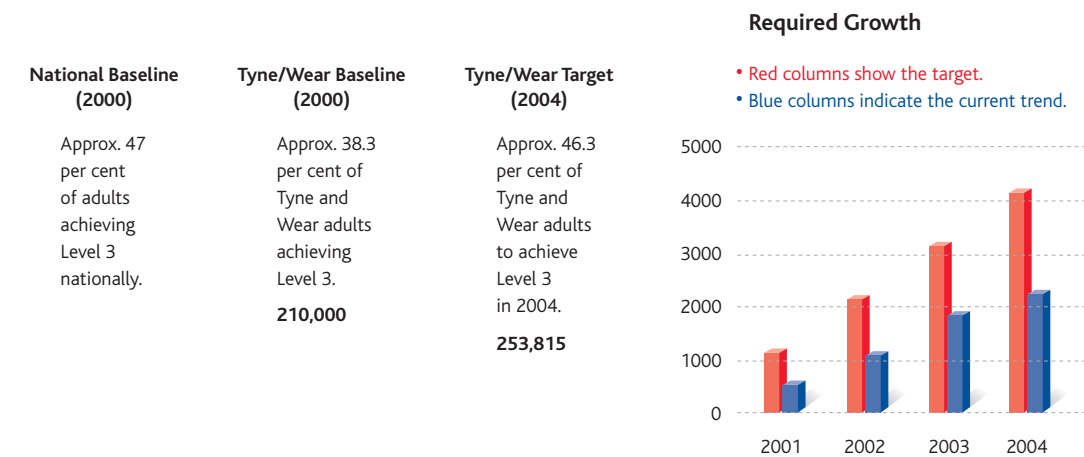 Required Growth
National Baseline
(2000)
Approx. 47
per cent
of adults
achieving
Level 3
nationally.
Tyne/Wear Baseline
(2000)
Approx. 38.3
per cent of
Tyne and
Wear adults
achieving
Level 3.
210,000
Tyne/Wear Target
(2004)
Approx. 46.3
per cent of
Tyne and
Wear adults
to achieve
Level 3
in 2004.
253,815
• Red columns show the target.
• Blue columns indicate the current trend.
5000
4000
3000
2000
1000
0
2001 2002 2003 2004